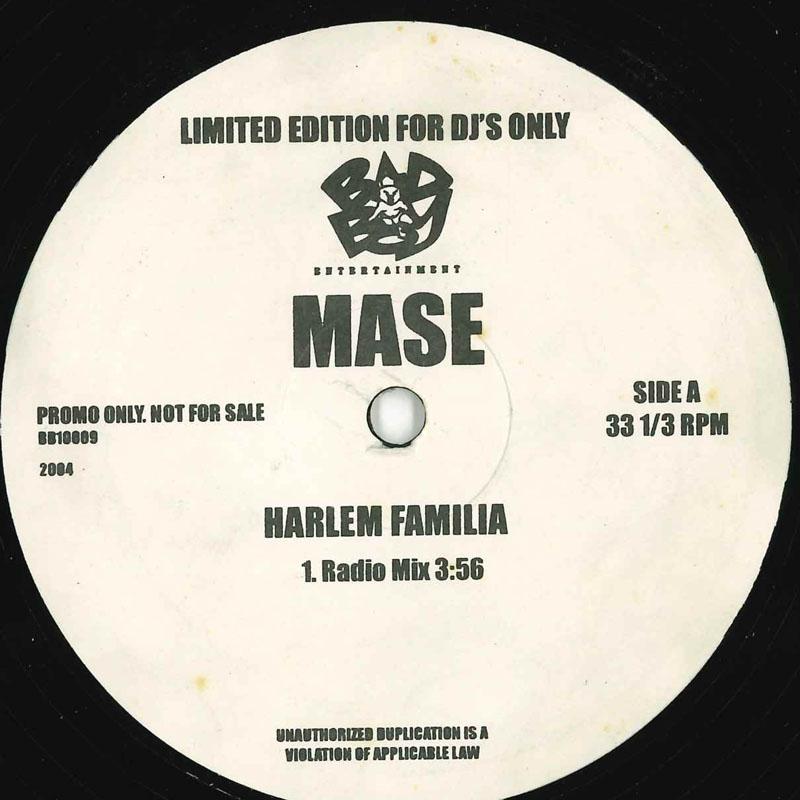 LIMITED EDITION FOR DJ'S ONLY
BAD
BOY
ENTERTAINMENT
MASE
PROMO ONLY. NOT FOR SALE
BB10009
2004
SIDE A
33 1/3 RPM
HARLEM FAMILIA
1. Radio Mix 3:56
UNAUTHORIZED DUPLICATION IS A
VIOLATION OF APPLICABLE LAW